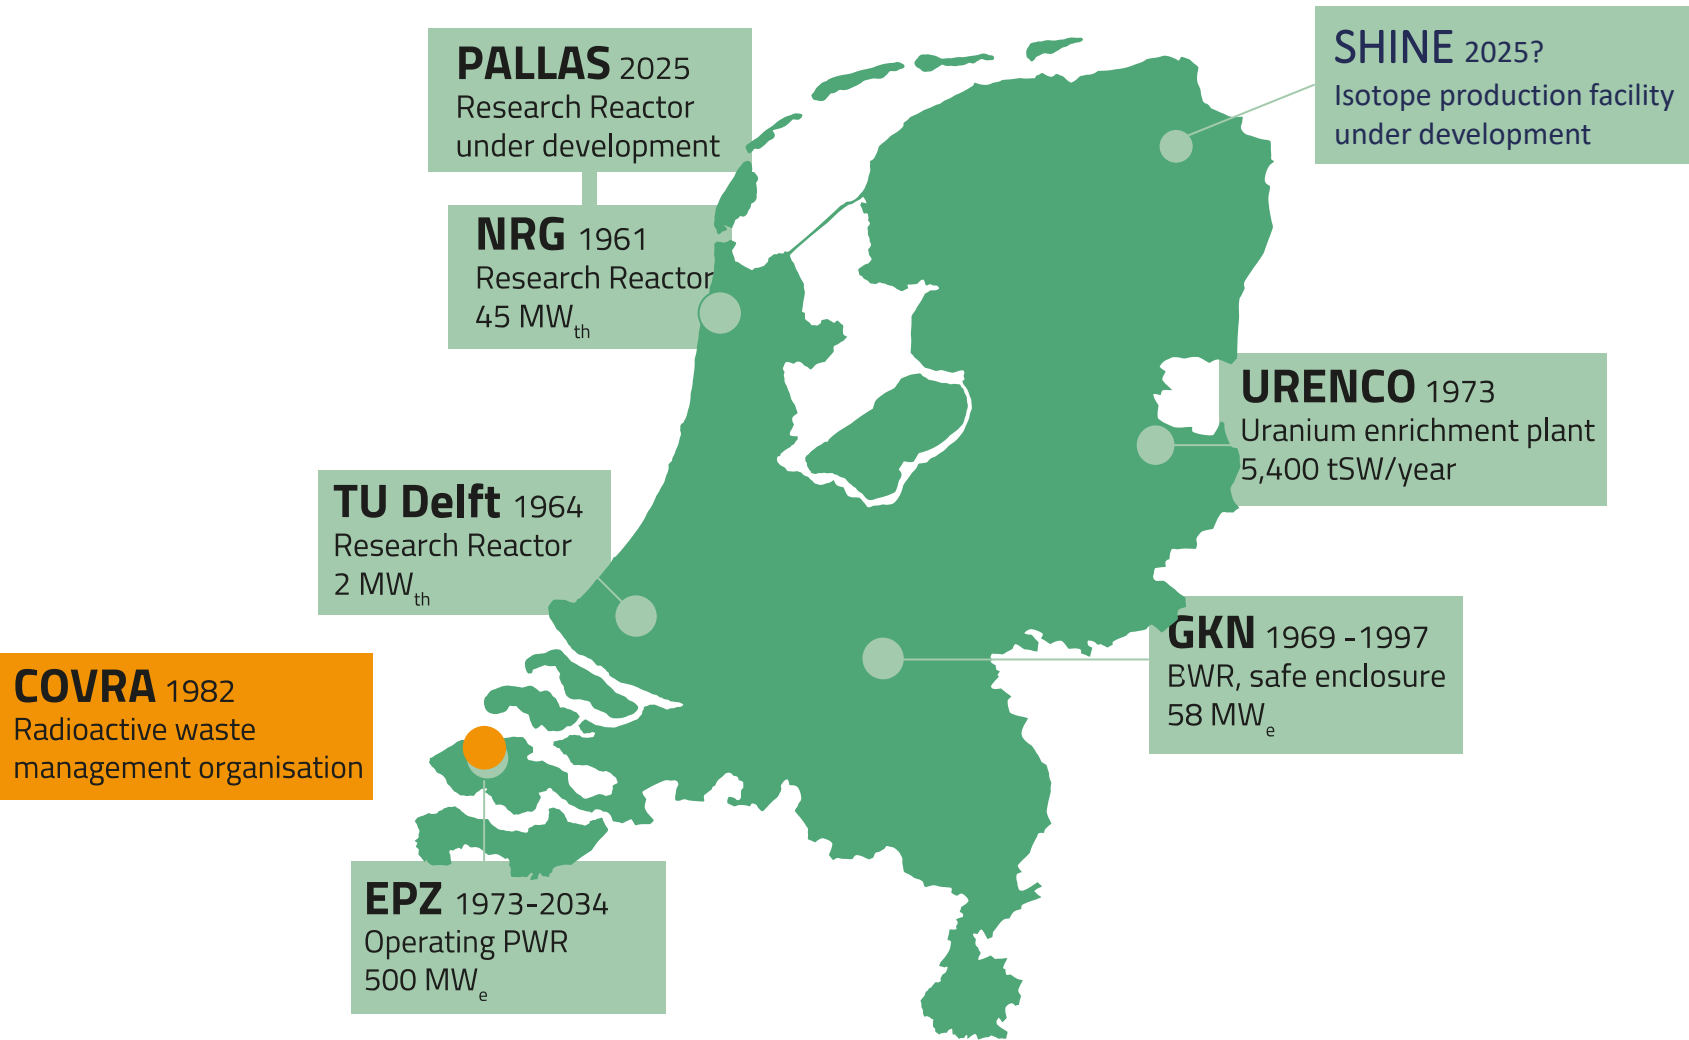 PALLAS 2025
Research Reactor
under development
NRG 1961
Research Reactor
45 MWth
SHINE 2025?
Isotope production facility
under development
URENCO 1973
Uranium enrichment plant
5,400 tSW/year
TU Delft 1964
Research Reactor
2 MWth
GKN 1969 -1997
BWR, safe enclosure
58 MWe
COVRA 1982
Radioactive waste
management organisation
EPZ 1973-2034
Operating PWR
500 MWe